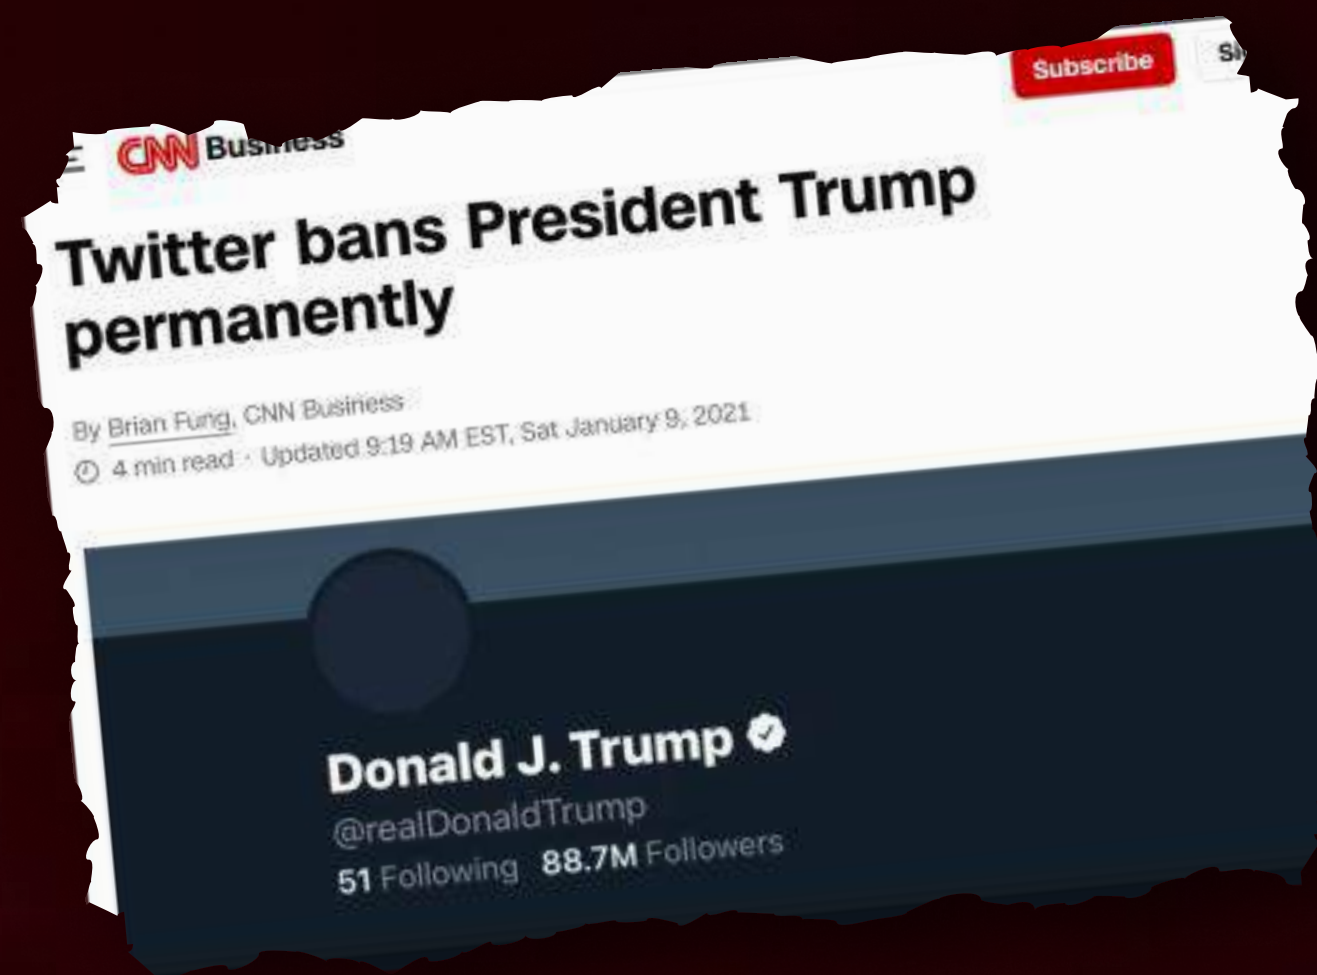 Subscribe
CNN Business
Twitter bans President Trump
permanently
By Brian Fung, CNN Business
4 min read · Updated 9:19 AM EST, Sat January 9, 2021
Donald J. Trump
@realDonaldTrump
51 Following 88.7M Followers